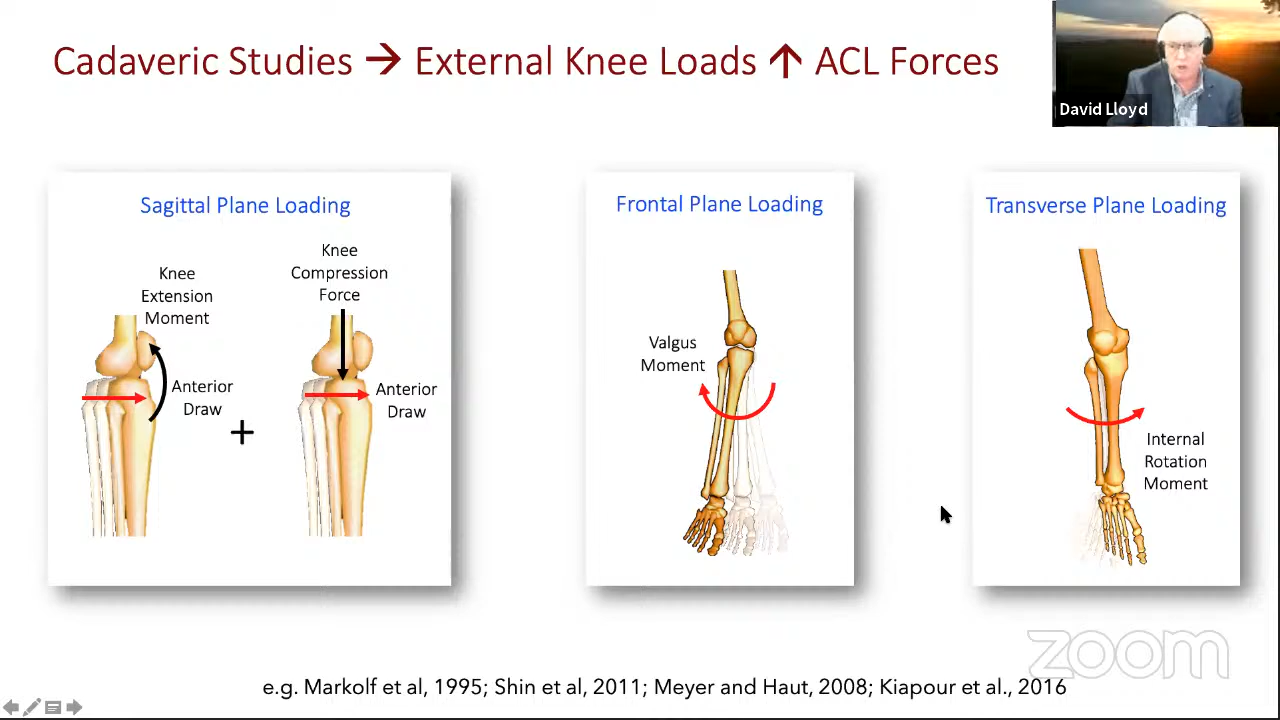 Cadaveric Studies → External Knee Loads ↑ ACL Forces
David Lloyd
Sagittal Plane Loading
Knee
Extension
Moment
Anterior
Draw
+
Knee
Compression
Force
Anterior
Draw
Frontal Plane Loading
Valgus
Moment
Transverse Plane Loading
Internal
Rotation
Moment
zoom
e.g. Markolf et al, 1995; Shin et al, 2011; Meyer and Haut, 2008; Kiapour et al., 2016